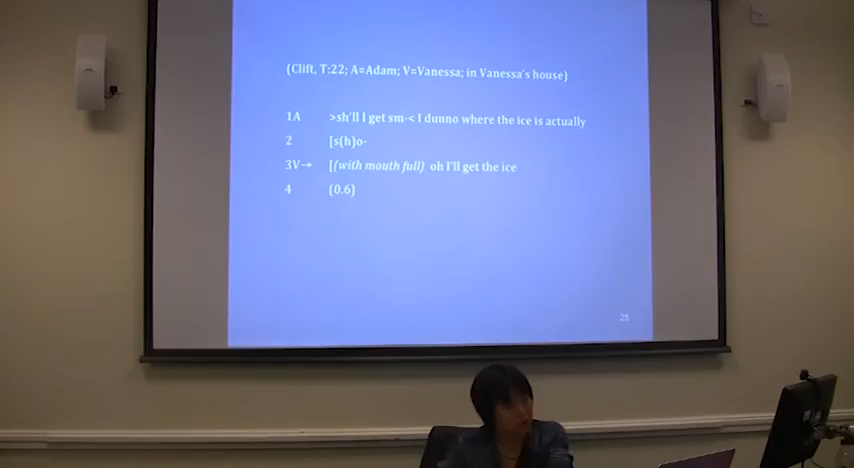 (Clift, T:22; A=Adam; V=Vanessa; in Vanessa's house)
1A >sh'll I get sm-< I dunno where the ice is actually
2 [s(h)o-
3V→ [(with mouth full) oh I'll get the ice
4 (0.6)
25